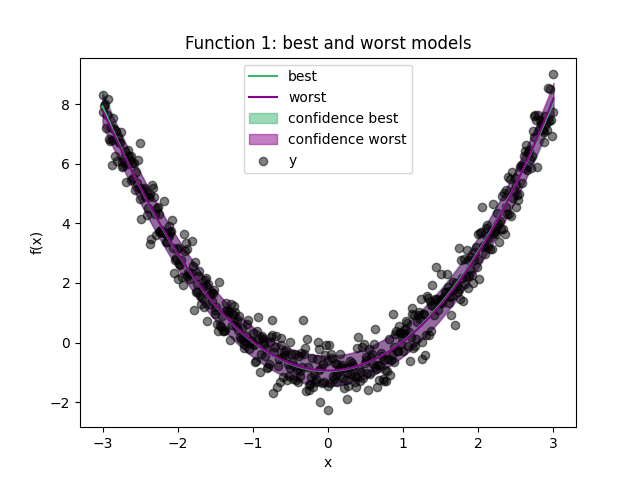 Function 1: best and worst models
best
worst
confidence best
confidence worst
y
f(x)
8
6
4
2
0
−2
−3
−2
−1
0
1
2
3
x